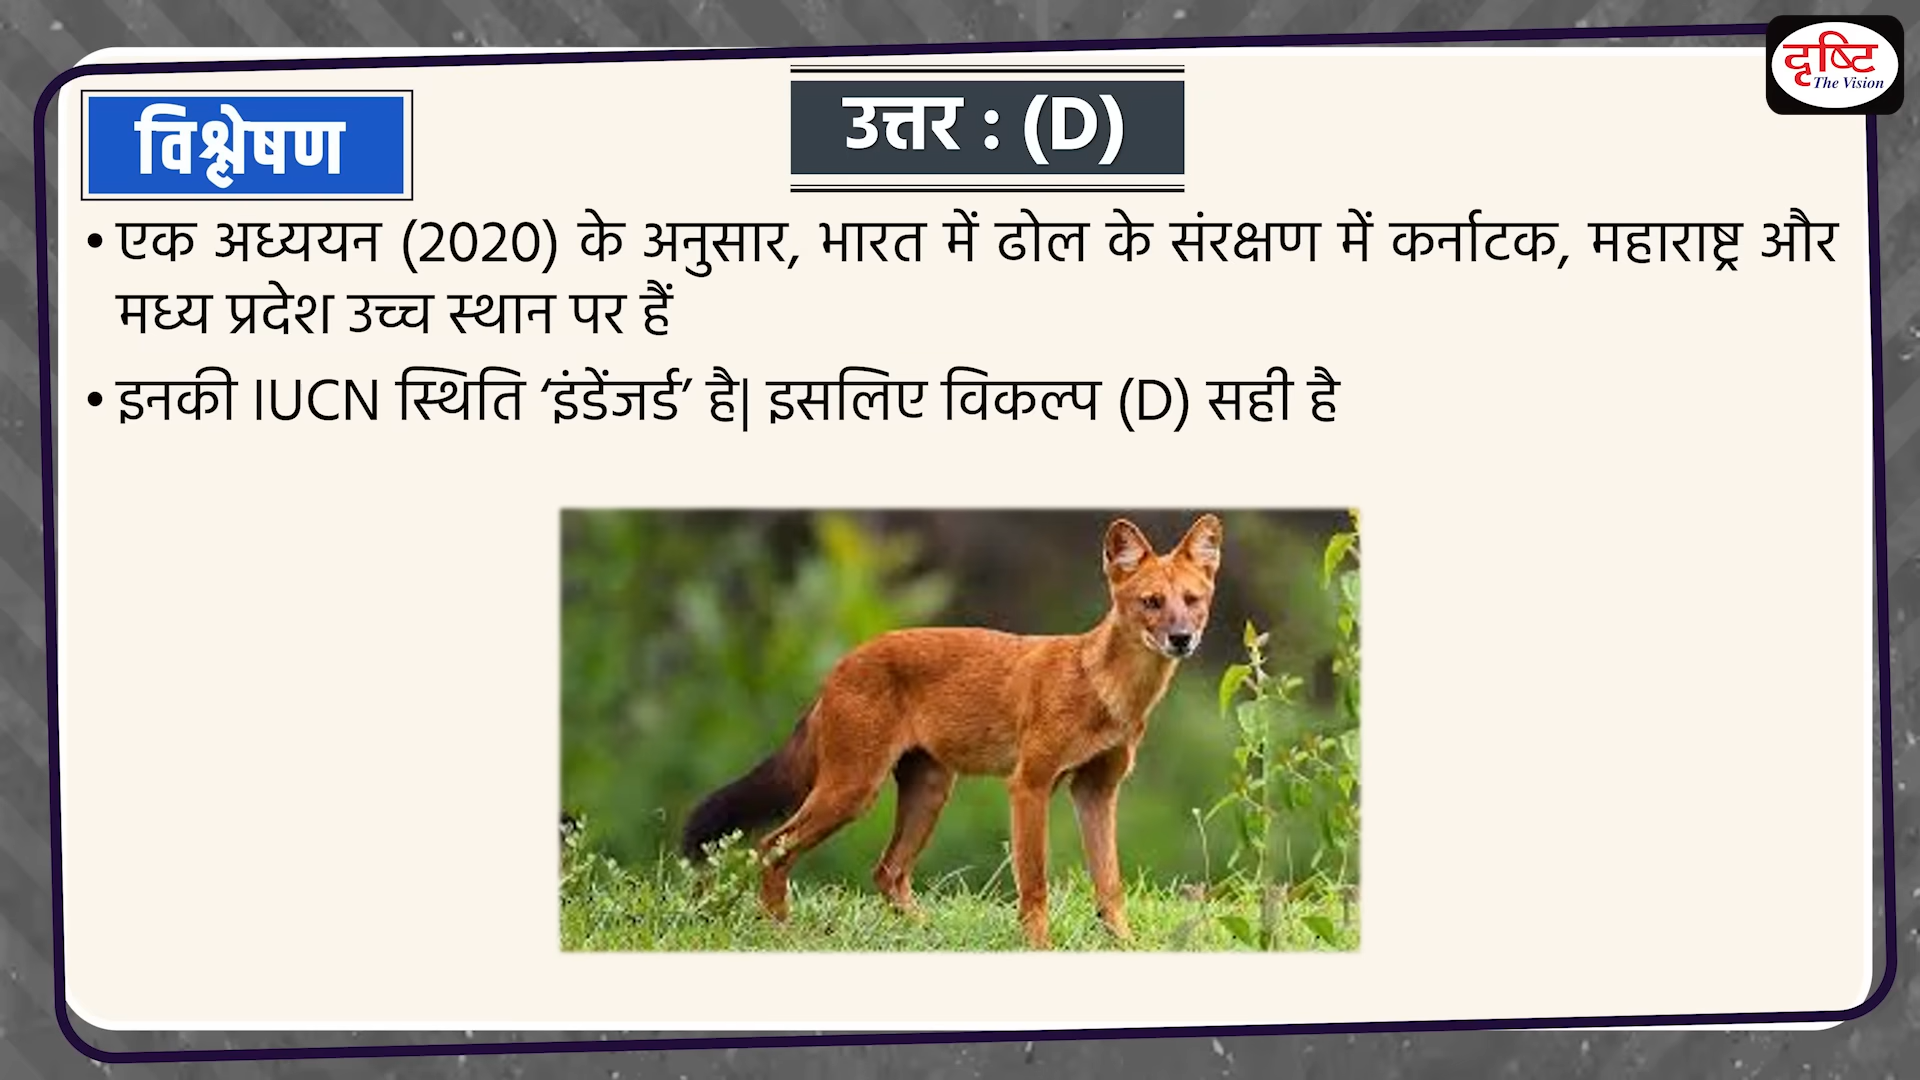 दृष्टि
The Vision
विश्लेषण
उत्तर : (D)
• एक अध्ययन (2020) के अनुसार, भारत में ढोल के संरक्षण में कर्नाटक, महाराष्ट्र और
मध्य प्रदेश उच्च स्थान पर हैं
• इनकी IUCN स्थिति ‘इंडेंजर्ड’ है| इसलिए विकल्प (D) सही है